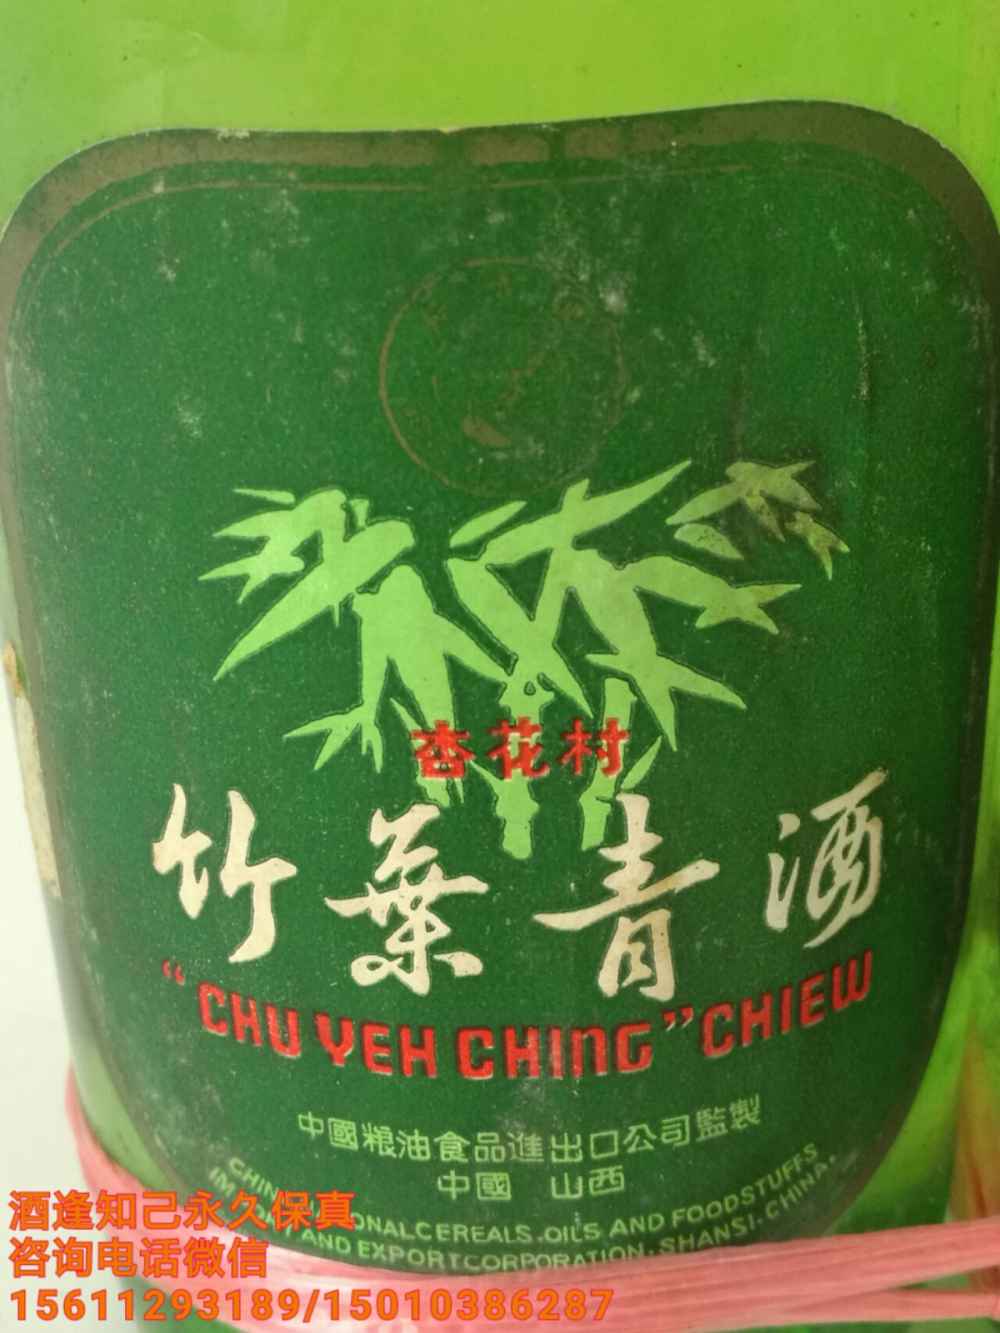 杏花村
竹葉青酒
“CHU YEH CHING” CHIEW
中國粮油食品進出口公司監製
中國 山西
ONAL CEREALS, OILS, AND FOODSTUFFS
AND EXPORT CORPORATION, SHANSI, CHINA.
酒逢知己永久保真
咨询电话微信
15611293189/15010386287